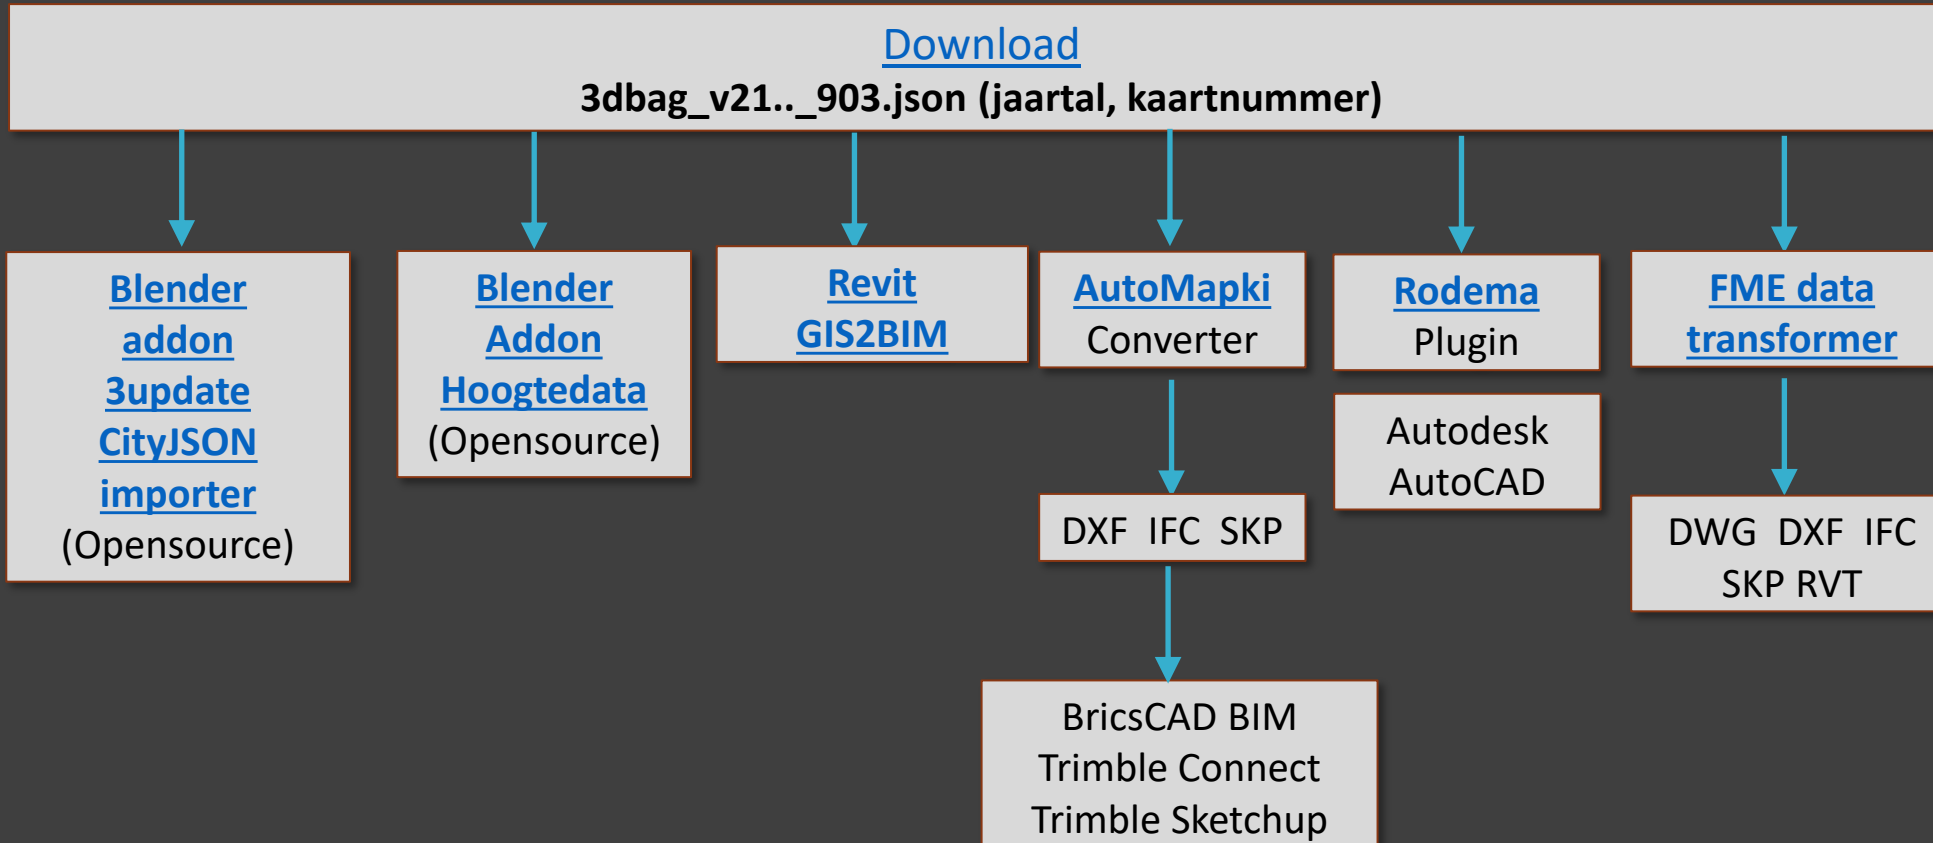 Download
3dbag_v21.._903.json (jaartal, kaartnummer)
Blender
addon
3update
CityJSON
importer
(Opensource)
Blender
Addon
Hoogtedata
(Opensource)
Revit
GIS2BIM
AutoMapki
Converter
DXF IFC SKP
BricsCAD BIM
Trimble Connect
Trimble Sketchup
Rodema
Plugin
Autodesk
AutoCAD
FME data
transformer
DWG DXF IFC
SKP RVT